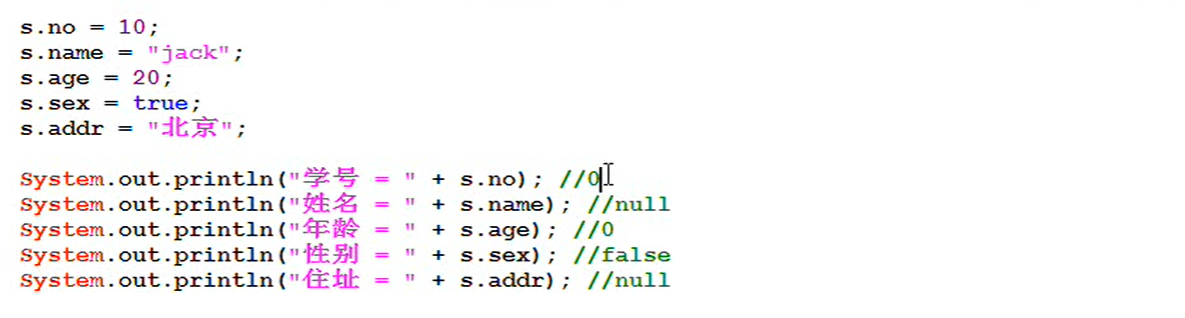 s.no = 10;
s.name = "jack";
s.age = 20;
s.sex = true;
s.addr = "北京";
System.out.println("学号 = " + s.no); //0
System.out.println("姓名 = " + s.name); //null
System.out.println("年龄 = " + s.age); //0
System.out.println("性别 = " + s.sex); //false
System.out.println("住址 = " + s.addr); //null